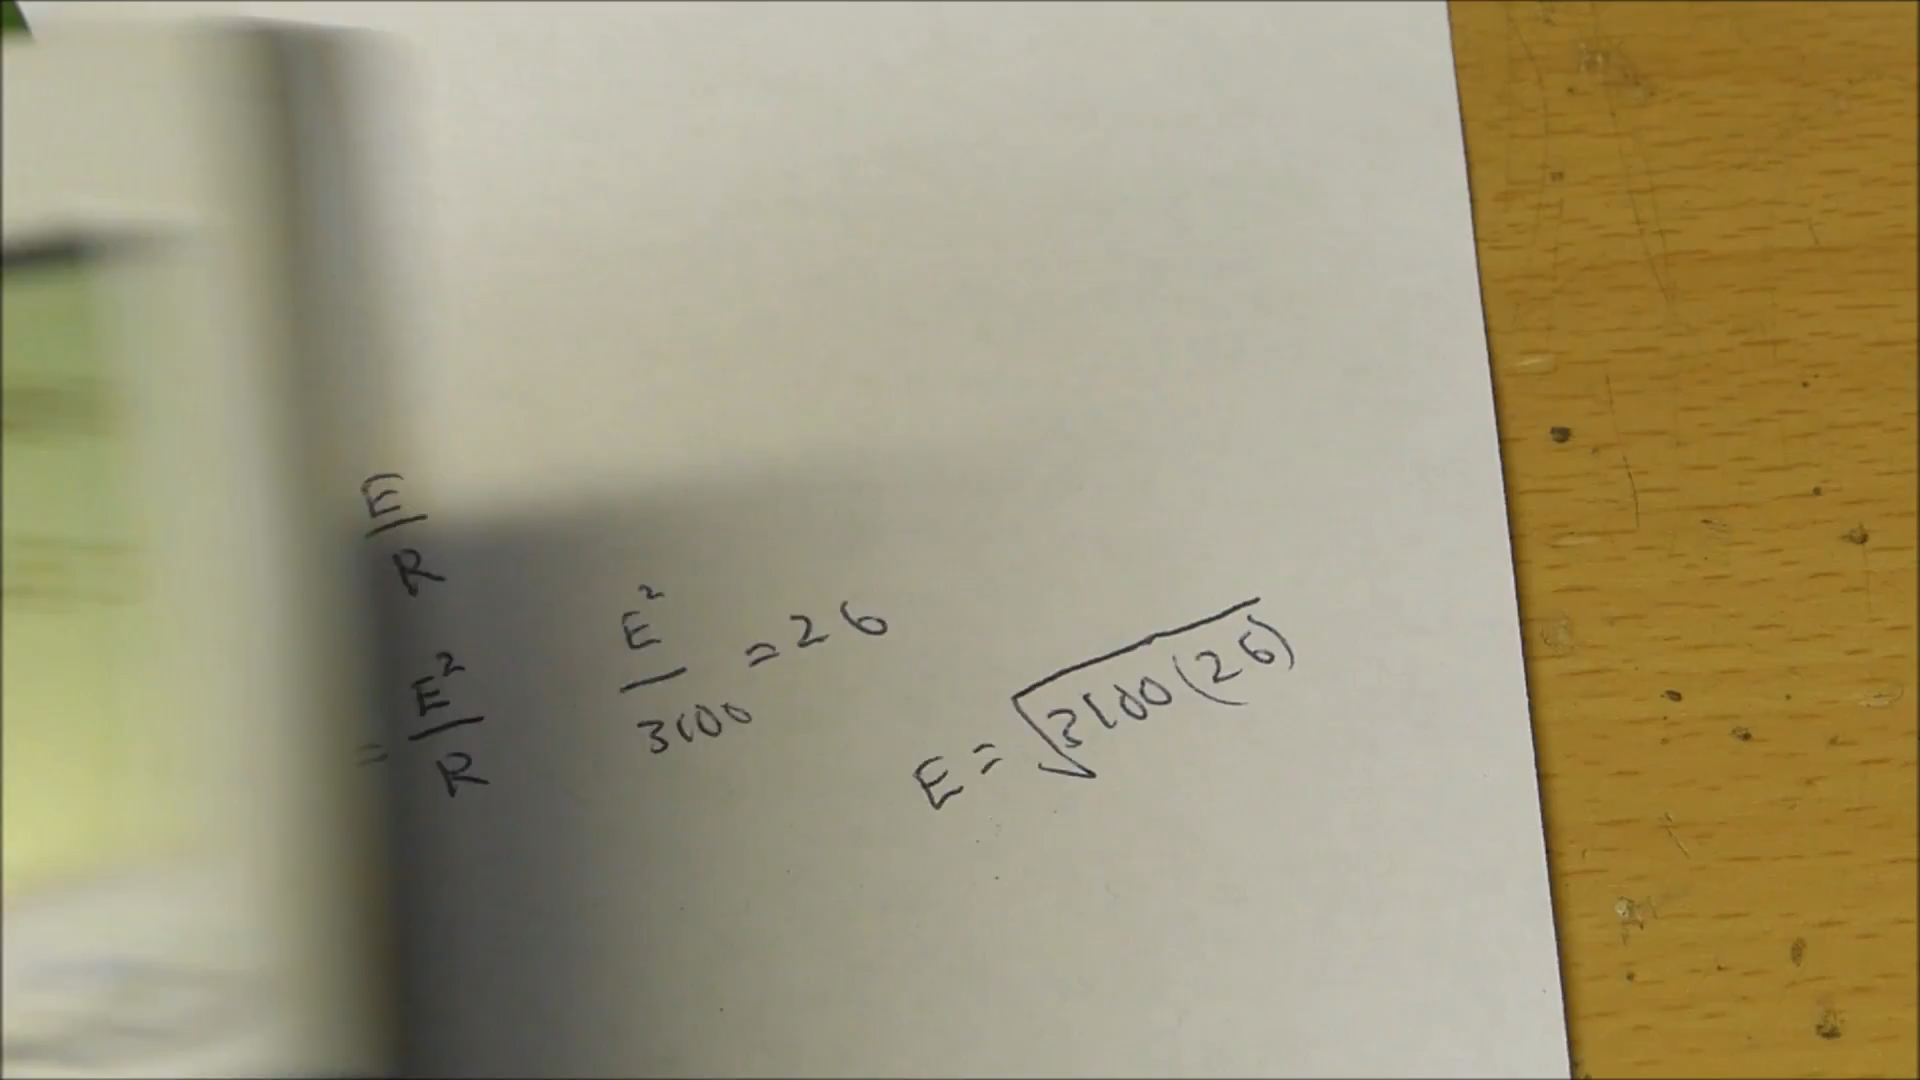 E/R
= E²/R
E²/3100 = 26
E = √3100(26)